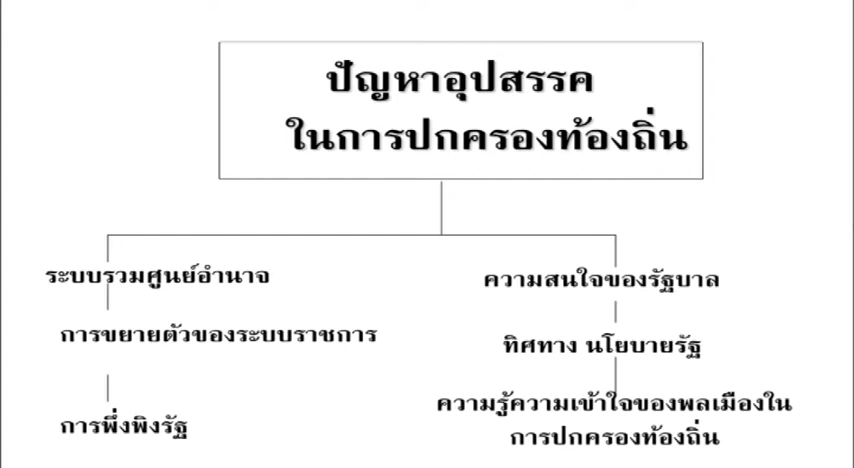 ปัญหาอุปสรรค
ในการปกครองท้องถิ่น
ระบบรวมศูนย์อำนาจ
การขยายตัวของระบบราชการ
การพึ่งพิงรัฐ
ความสนใจของรัฐบาล
ทิศทาง นโยบายรัฐ
ความรู้ความเข้าใจของพลเมืองใน
การปกครองท้องถิ่น